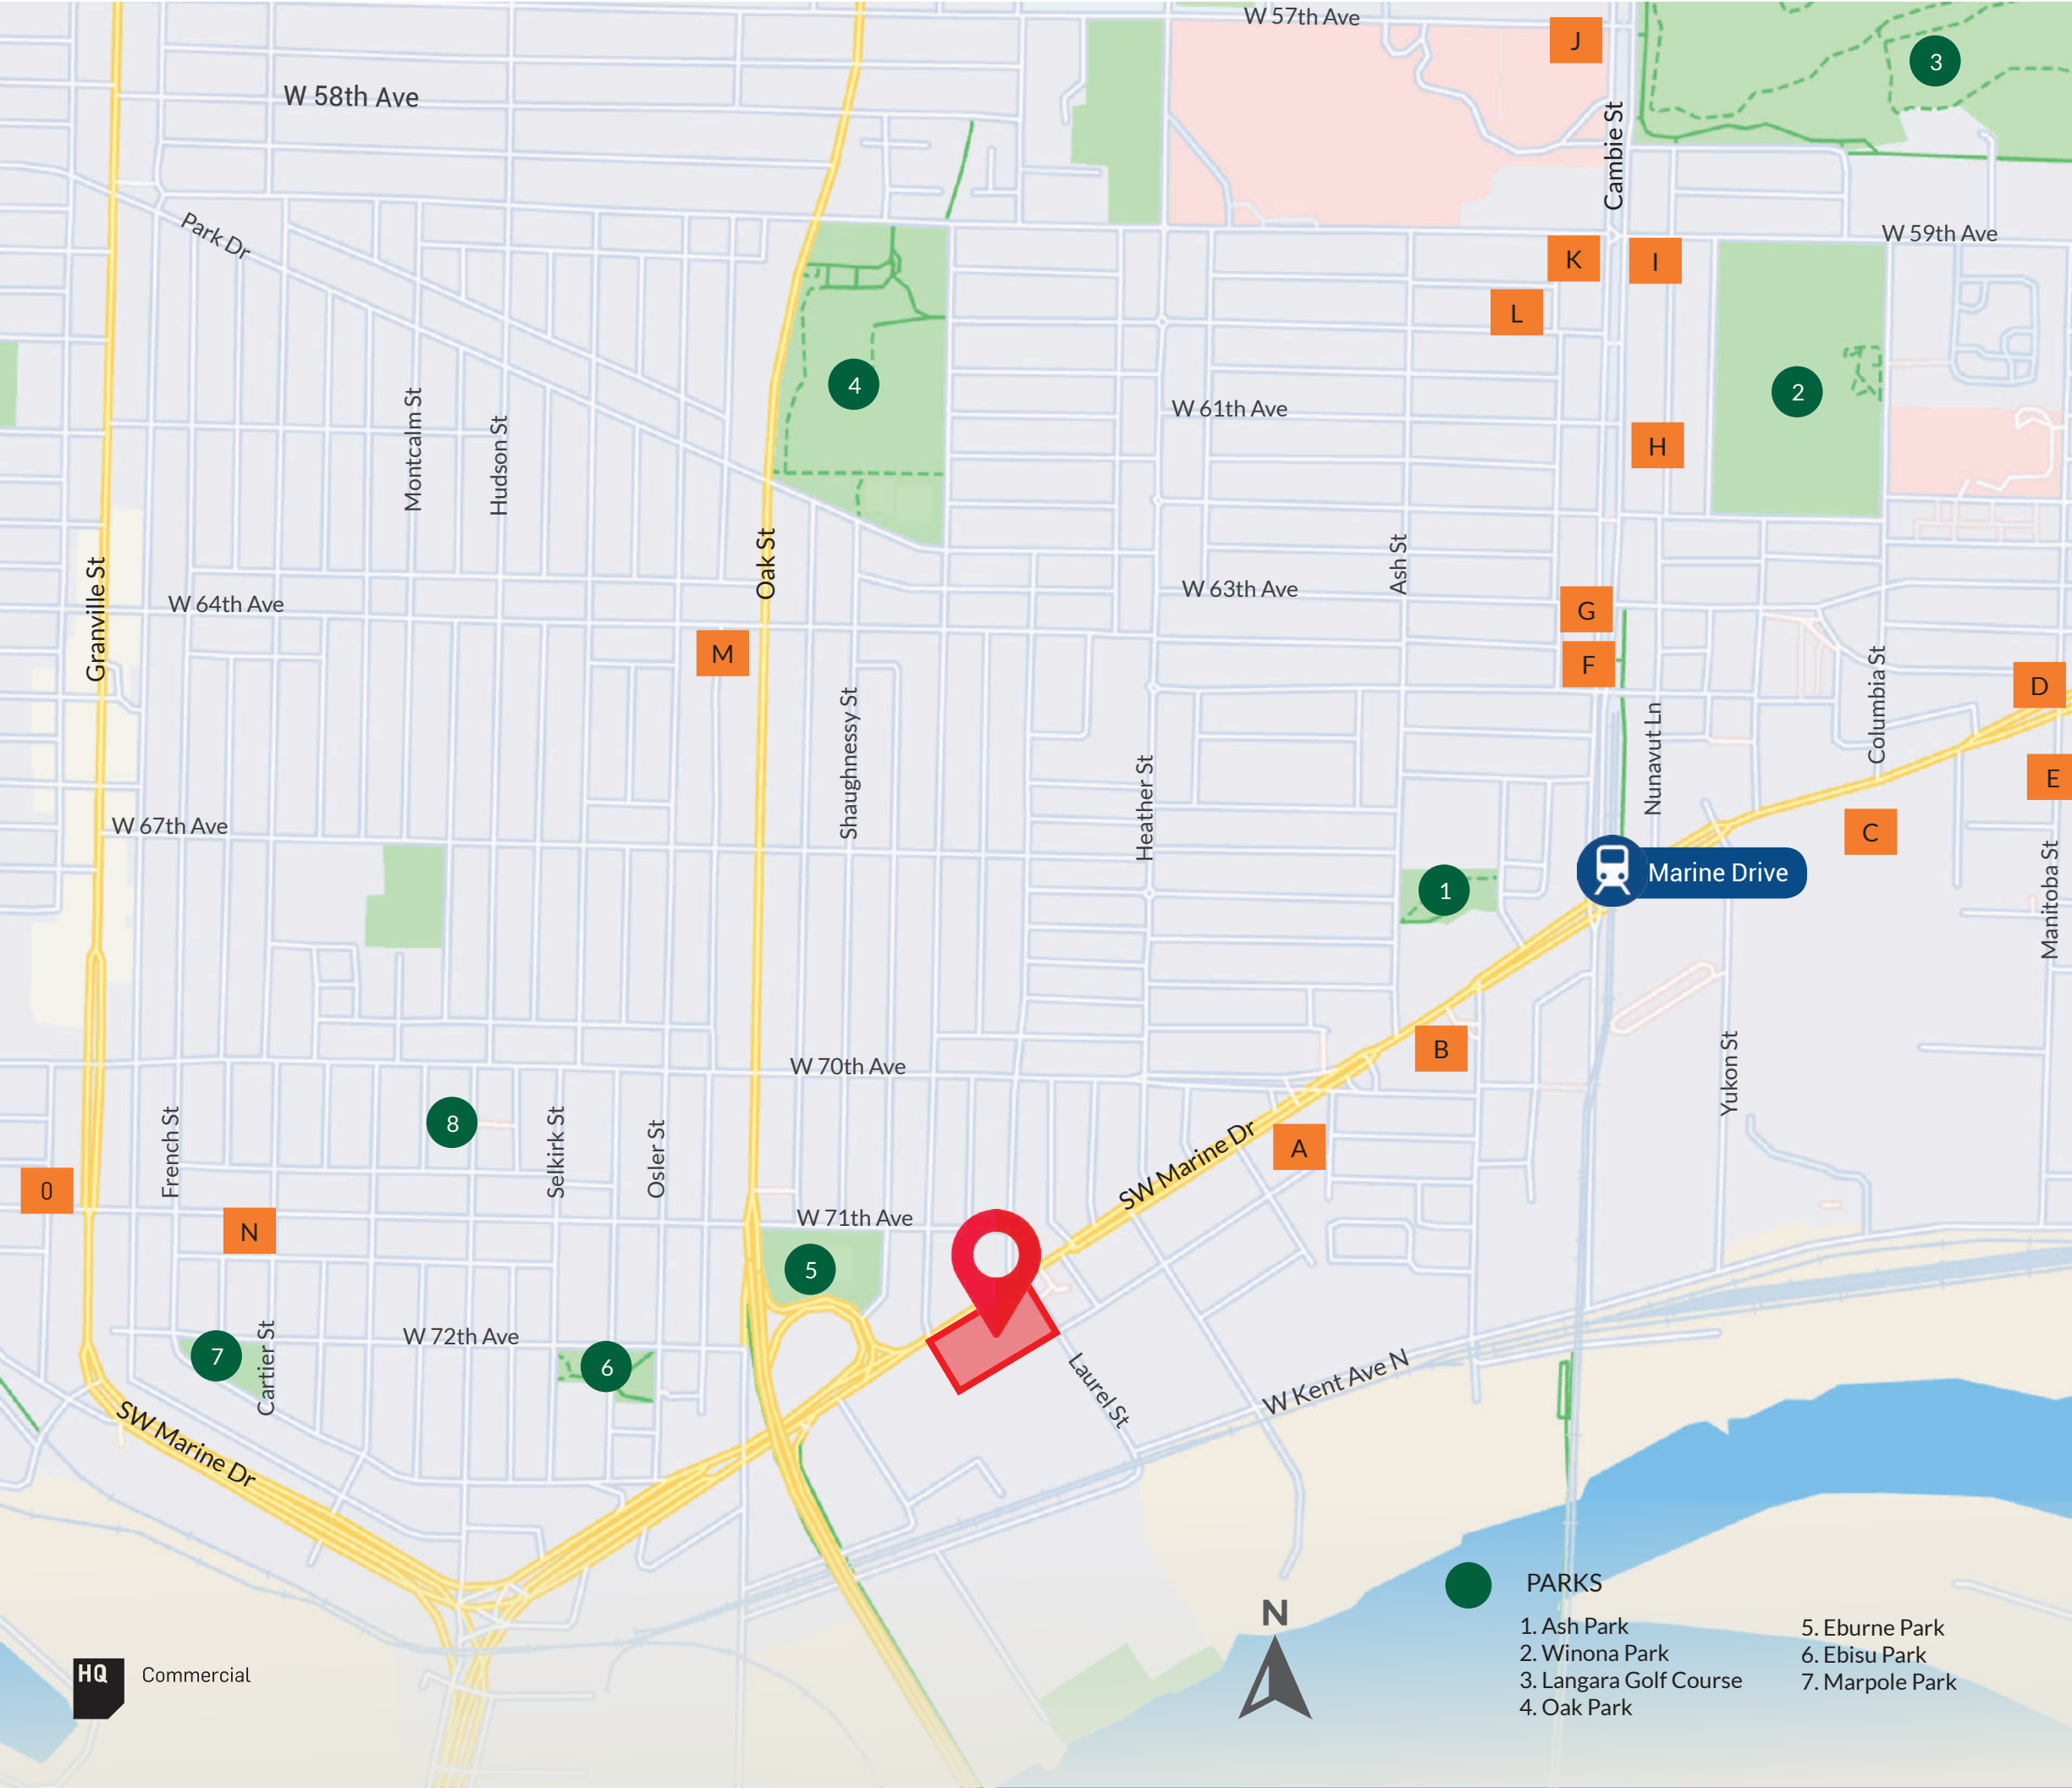 W 57th Ave
J
3
W 58th Ave
Cambie St
Park Dr
W 59th Ave
K
I
L
4
2
W 61th Ave
H
Montcalm St
Hudson St
Oak St
Ash St
Granville St
W 64th Ave
W 63th Ave
G
M
F
D
Shaughnessy St
Columbia St
Nunavut Ln
Heather St
E
W 67th Ave
C
Marine Drive
1
Manitoba St
B
W 70th Ave
Yukon St
8
French St
Selkirk St
Osler St
A
SW Marine Dr
0
N
W 71th Ave
5
W 72th Ave
7
6
Cartier St
Laurel St
W Kent Ave N
SW Marine Dr
PARKS
1. Ash Park
2. Winona Park
3. Langara Golf Course
4. Oak Park
5. Eburne Park
6. Ebisu Park
7. Marpole Park
N
HQ
Commercial